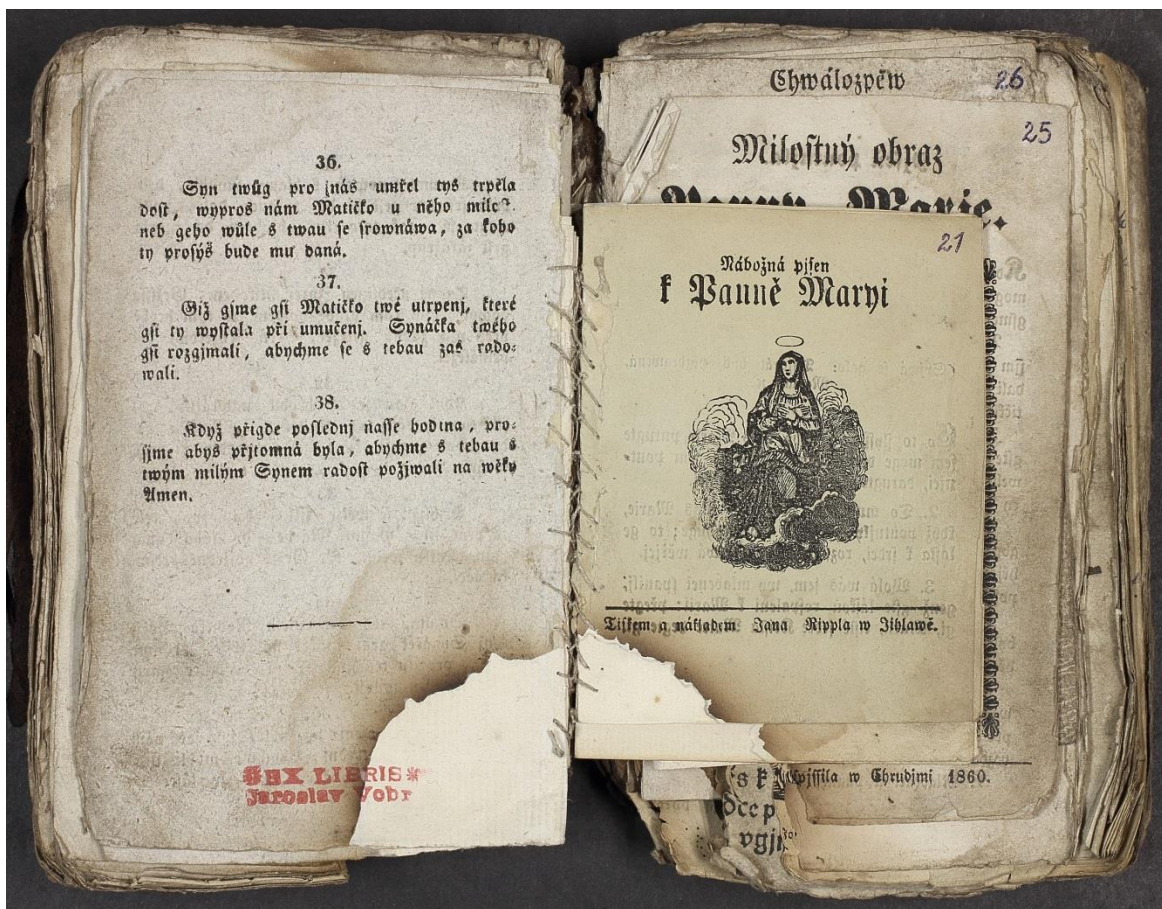 36.
Syn twůg pro nás umřel tys trpěla
doſt, wypros nám Matičko u něho
neb geho wůle s twau ſe ſrownáwa, za koho
ty proſýš bude mu daná.
37.
Giž gſme gſi Matičko twé utrpenj, které
gſi ty wyſtala při umučenj. Synáčka twého
gſi rozgjmali, abychme ſe s tebau zas rado-
wali.
38.
Když přigde poſlednj naſſe hodina, pro-
ſjme abys přjtomná byla, abychme s tebau s
twým milým Synem radoſt požjwali na wěky
Amen.
EX LIBRIS
Jaroslav Vobr
Chwálozpěw
26
25
Miloſtný obraz
Panny Marie.
21
Nábožná pjſen
k Panně Maryi
Tiſkem a nákladem Jana Rippla w Jihlawě.
w Chrudjmi 1860.